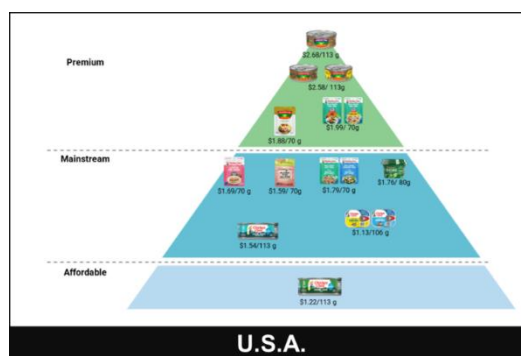 Premium
$2.68/113 g
$2.58/ 113g
$1.99/ 70g
$1.88/70 g
Mainstream
$1.69/70 g
$1.59/ 70g
$1.79/70 g
$1.76/ 80g
$1.54/113 g
$1.13/106 g
Affordable
$1.22/113 g
U.S.A.